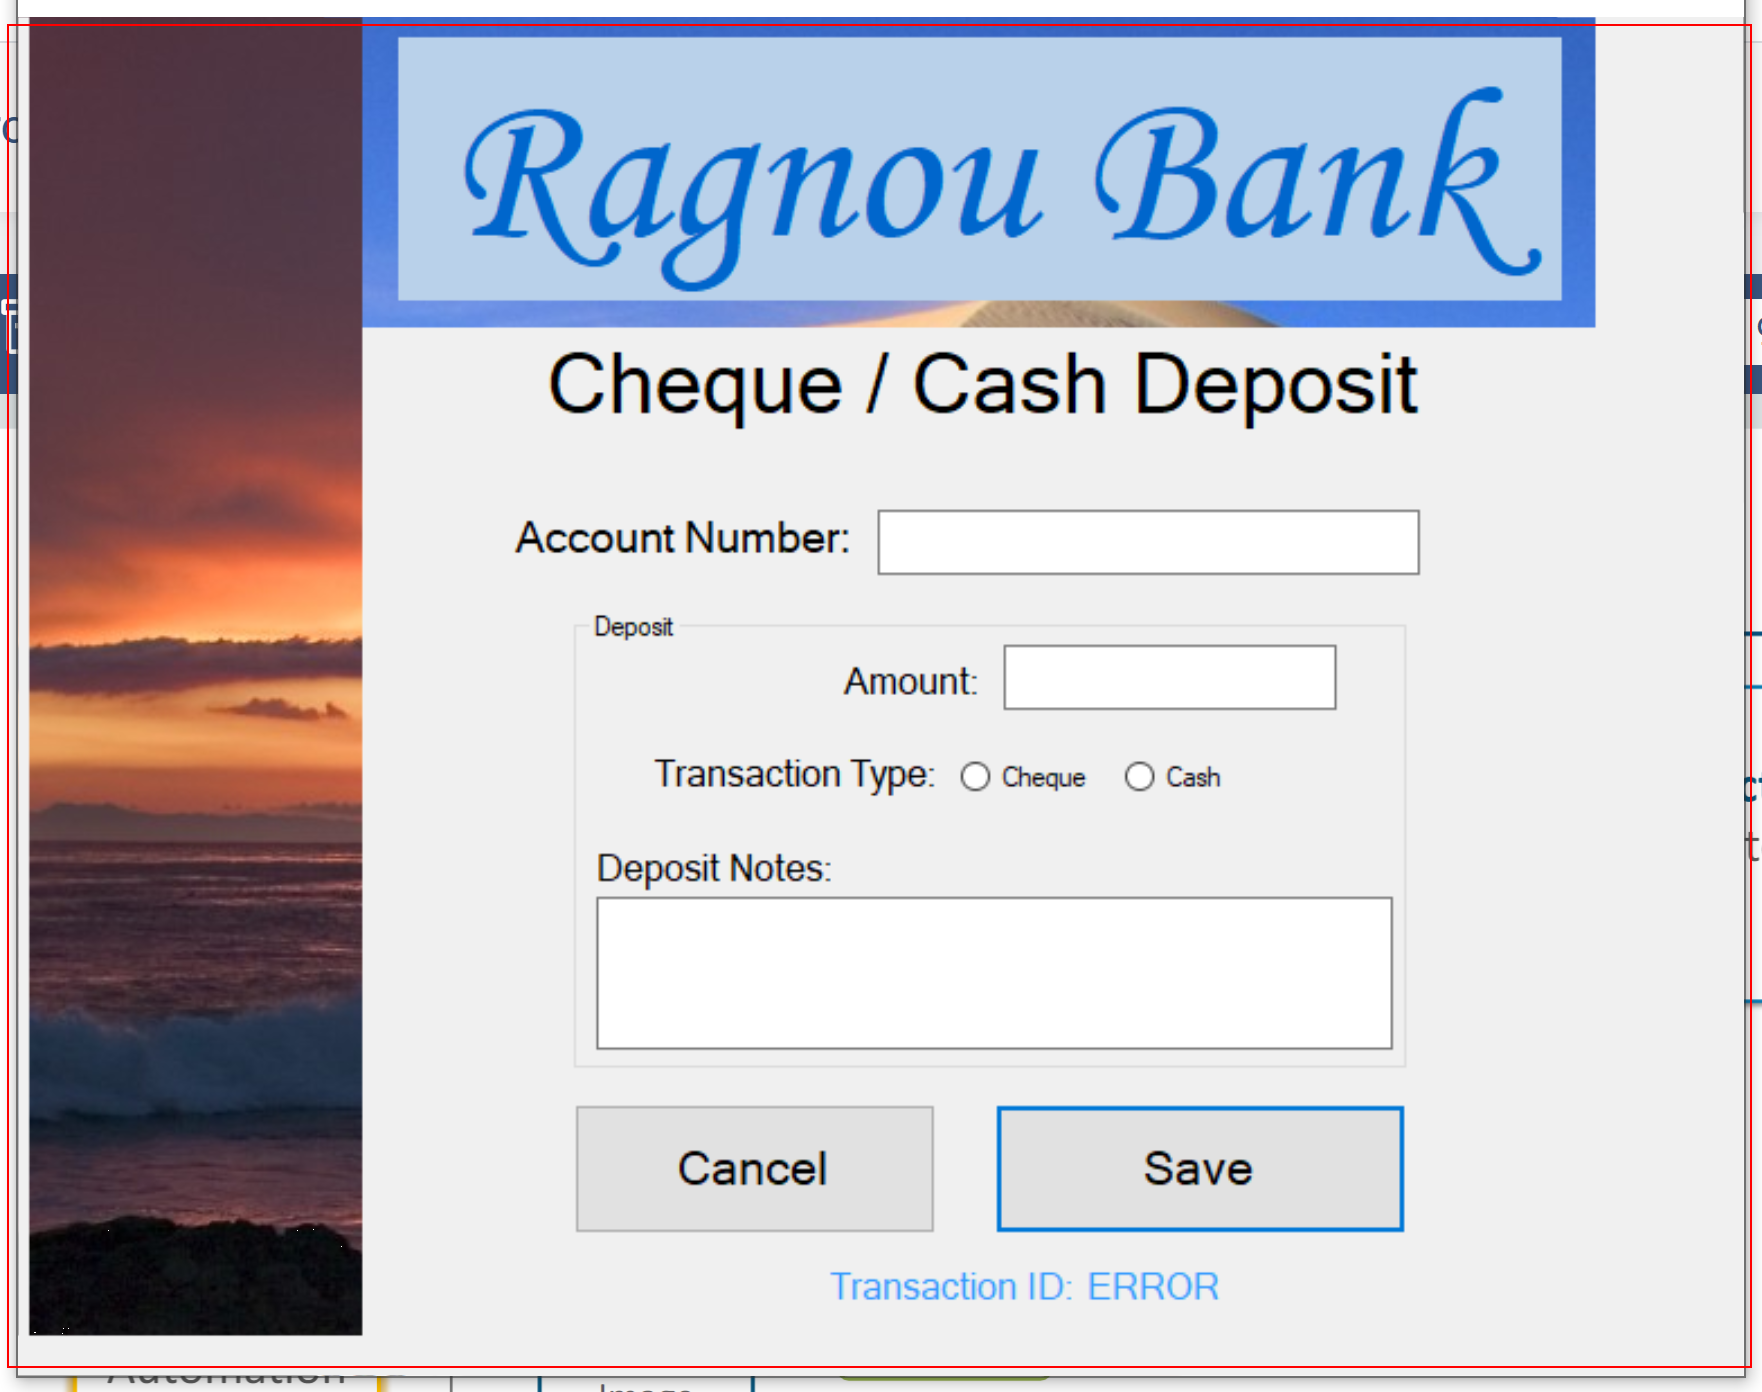 Ragnou Bank
Cheque / Cash Deposit
Account Number:
Deposit
Amount:
Transaction Type: Cheque Cash
Deposit Notes:
Cancel Save
Transaction ID: ERROR